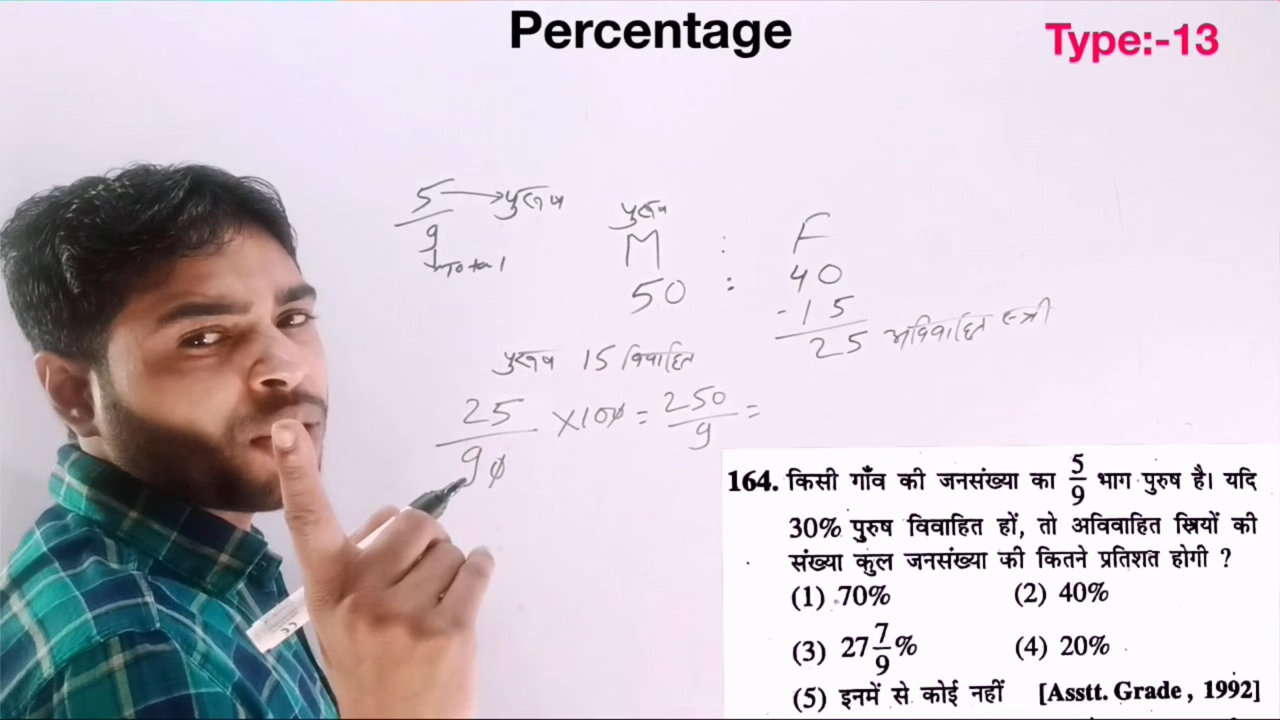 Percentage
Type:-13
5 → पुरुष
9
Total
पुरुष
M : F
50 : 40
-15
25 अविवाहित स्त्री
पुरुष 15 विवाहित
25/90 ×100 = 250/9 =
164. किसी गाँव की जनसंख्या का 5/9 भाग पुरुष है। यदि
30% पुरुष विवाहित हों, तो अविवाहित स्त्रियों की
संख्या कुल जनसंख्या की कितने प्रतिशत होगी ?
(1) 70% (2) 40%
(3) 27 7/9% (4) 20%
(5) इनमें से कोई नहीं [Asstt. Grade, 1992]